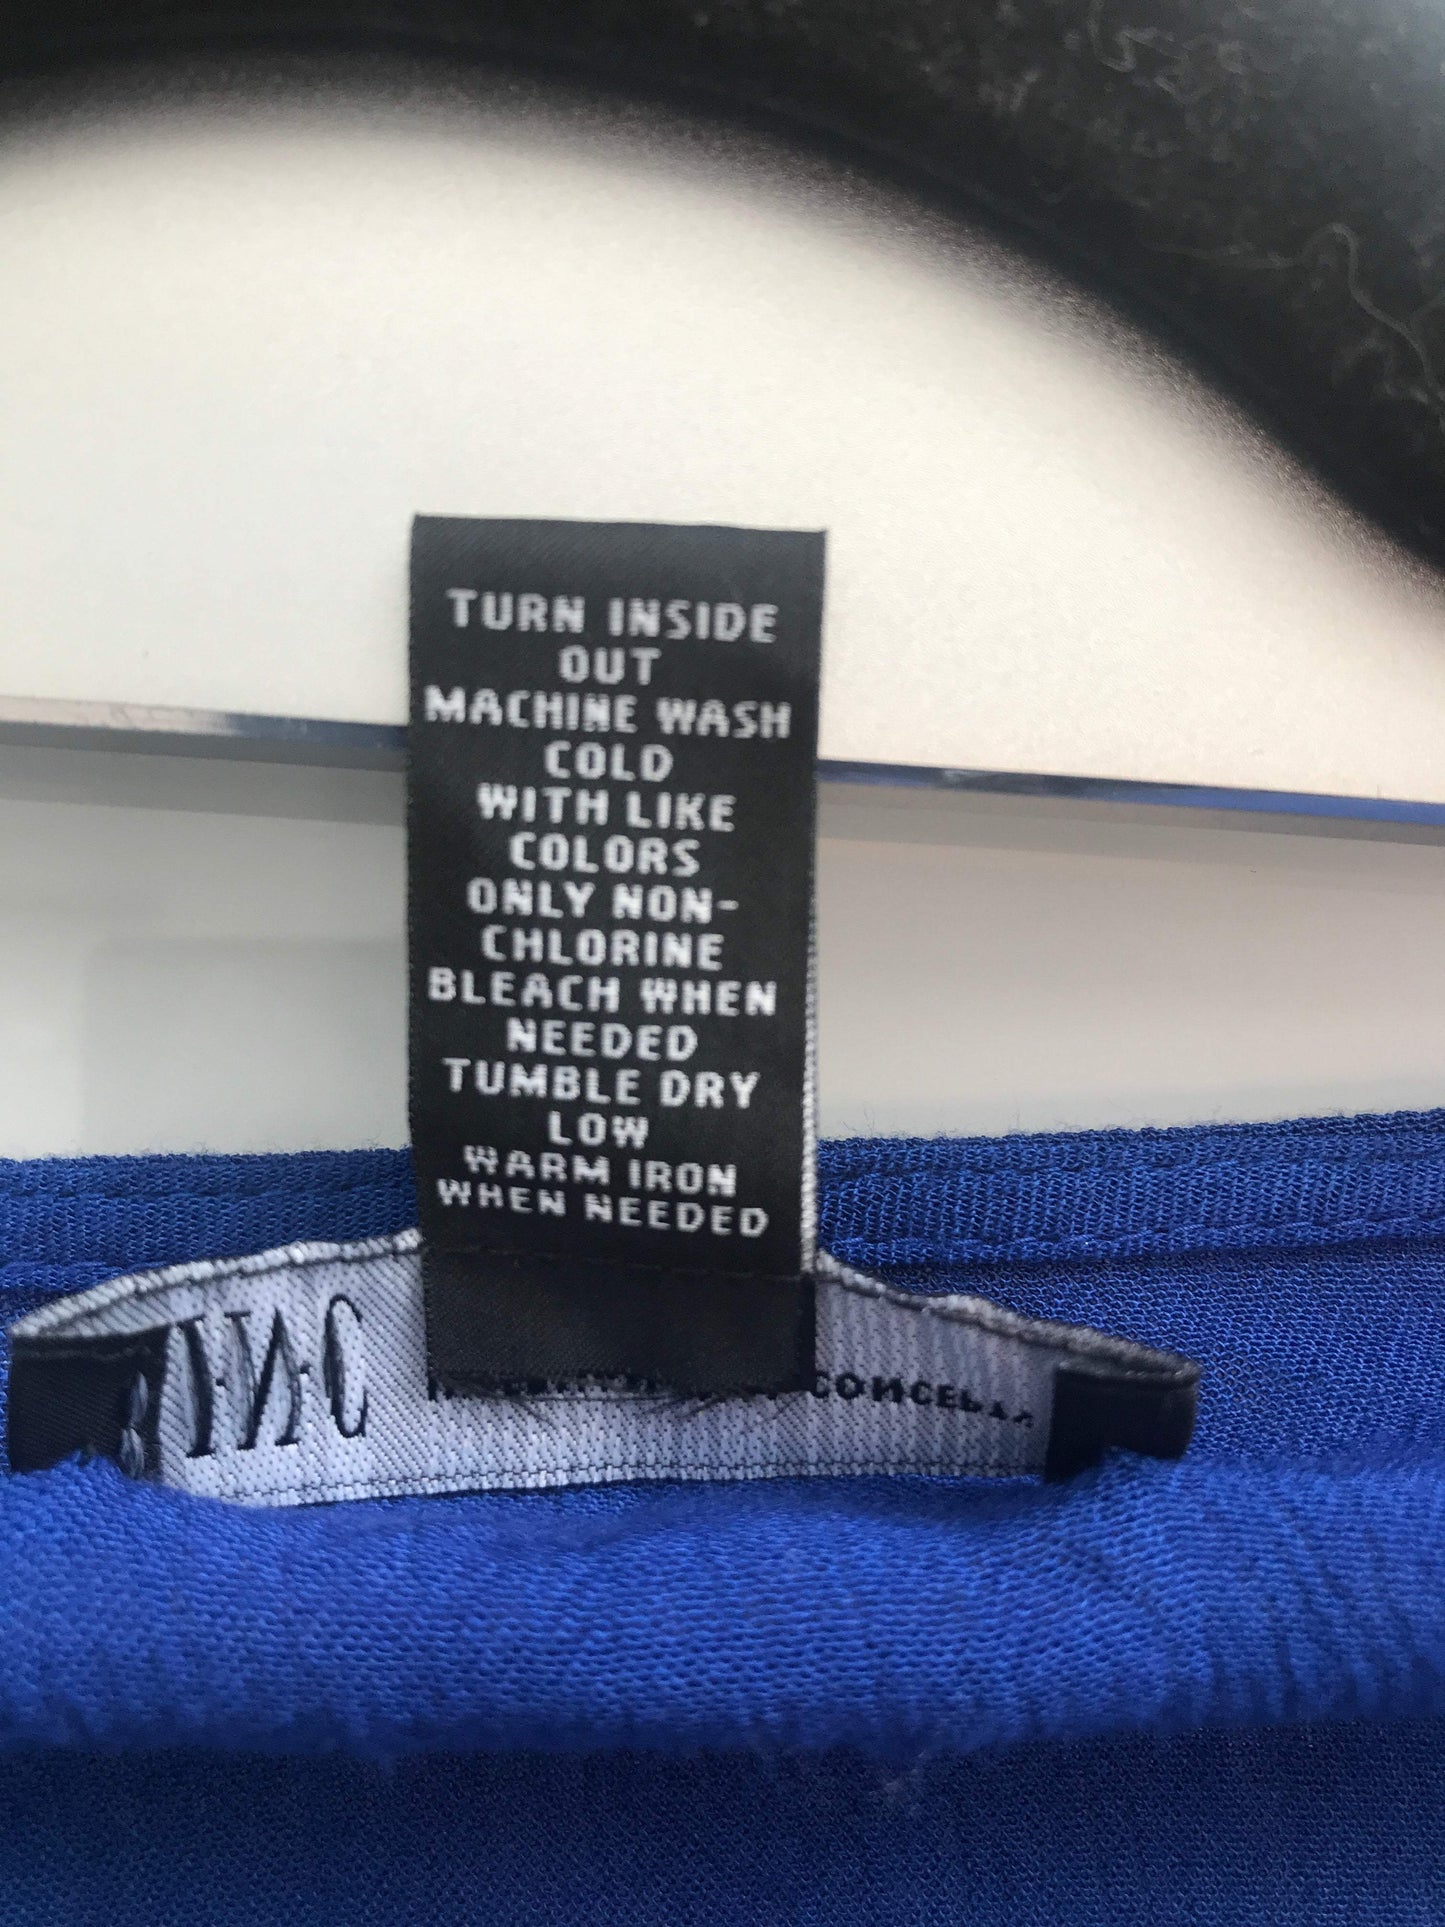 TURN INSIDE
OUT
MACHINE WASH
COLD
WITH LIKE
COLORS
ONLY NON-
CHLORINE
BLEACH WHEN
NEEDED
TUMBLE DRY
LOW
WARM IRON
WHEN NEEDED
I·N·C
CONCEPTS